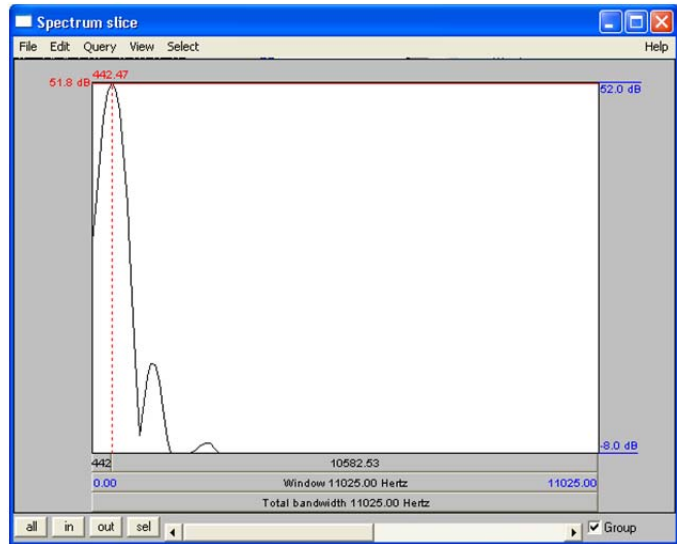 Spectrum slice
File Edit Query View Select Help
442.47
51.8 dB
52.0 dB
-8.0 dB
442 10582.53
0.00 Window 11025.00 Hertz 11025.00
Total bandwidth 11025.00 Hertz
all in out sel Group